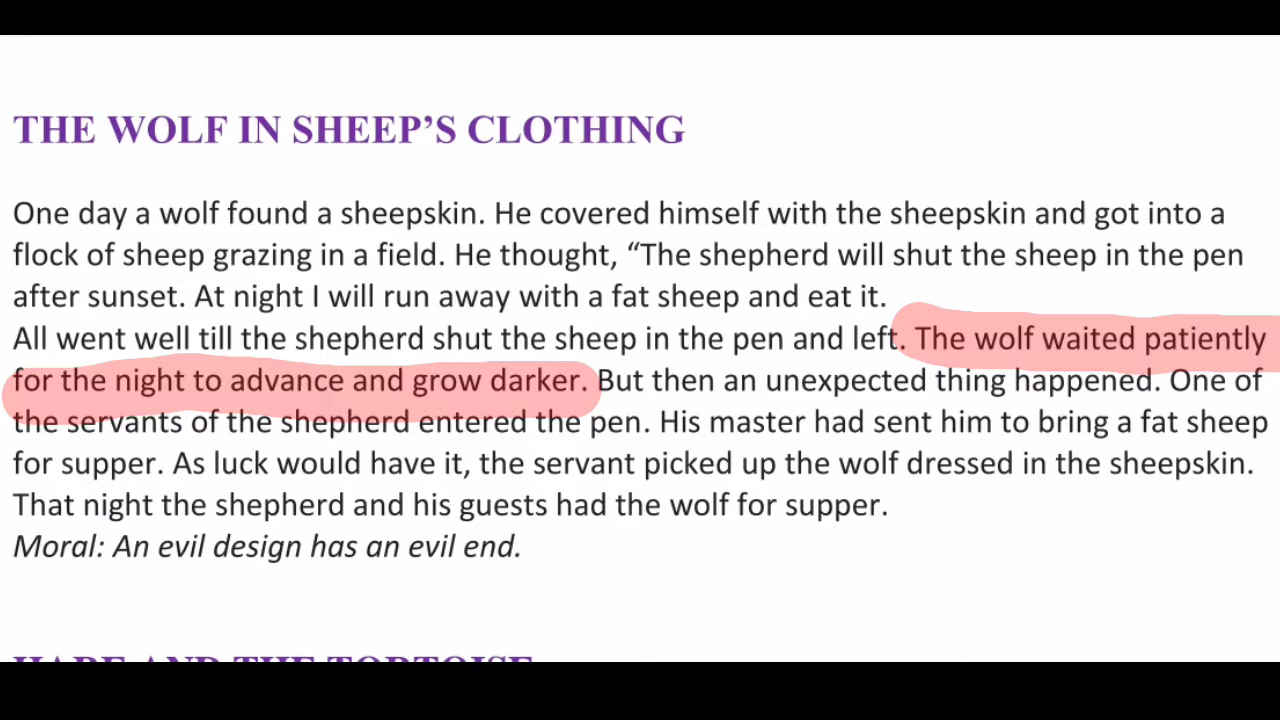 THE WOLF IN SHEEP’S CLOTHING
One day a wolf found a sheepskin. He covered himself with the sheepskin and got into a
flock of sheep grazing in a field. He thought, “The shepherd will shut the sheep in the pen
after sunset. At night I will run away with a fat sheep and eat it.
All went well till the shepherd shut the sheep in the pen and left. The wolf waited patiently
for the night to advance and grow darker. But then an unexpected thing happened. One of
the servants of the shepherd entered the pen. His master had sent him to bring a fat sheep
for supper. As luck would have it, the servant picked up the wolf dressed in the sheepskin.
That night the shepherd and his guests had the wolf for supper.
Moral: An evil design has an evil end.
HARE AND THE TORTOISE